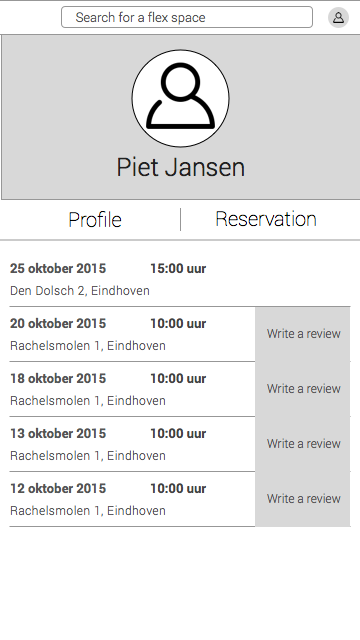 Search for a flex space
Piet Jansen
Profile
Reservation
25 oktober 2015 15:00 uur
Den Dolsch 2, Eindhoven
20 oktober 2015 10:00 uur
Rachelsmolen 1, Eindhoven
Write a review
18 oktober 2015 10:00 uur
Rachelsmolen 1, Eindhoven
Write a review
13 oktober 2015 10:00 uur
Rachelsmolen 1, Eindhoven
Write a review
12 oktober 2015 10:00 uur
Rachelsmolen 1, Eindhoven
Write a review